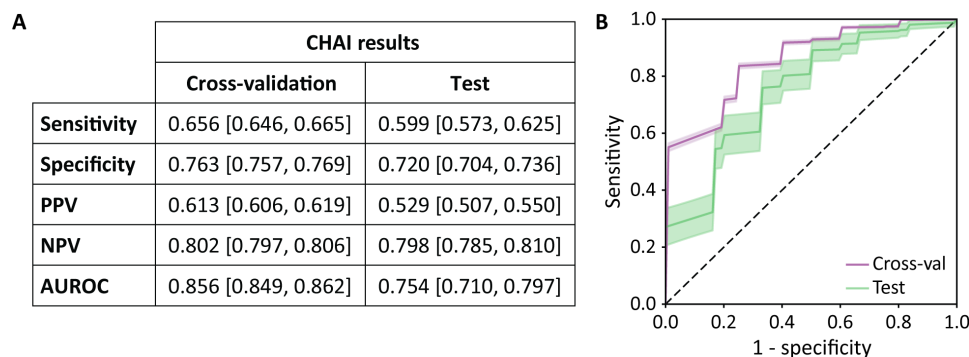 A
CHAI results
Cross-validation Test
Sensitivity 0.656 [0.646, 0.665] 0.599 [0.573, 0.625]
Specificity 0.763 [0.757, 0.769] 0.720 [0.704, 0.736]
PPV 0.613 [0.606, 0.619] 0.529 [0.507, 0.550]
NPV 0.802 [0.797, 0.806] 0.798 [0.785, 0.810]
AUROC 0.856 [0.849, 0.862] 0.754 [0.710, 0.797]
B
Sensitivity
1.0
0.8
0.6
0.4
0.2
0.0
Cross-val
Test
0.0 0.2 0.4 0.6 0.8 1.0
1 - specificity